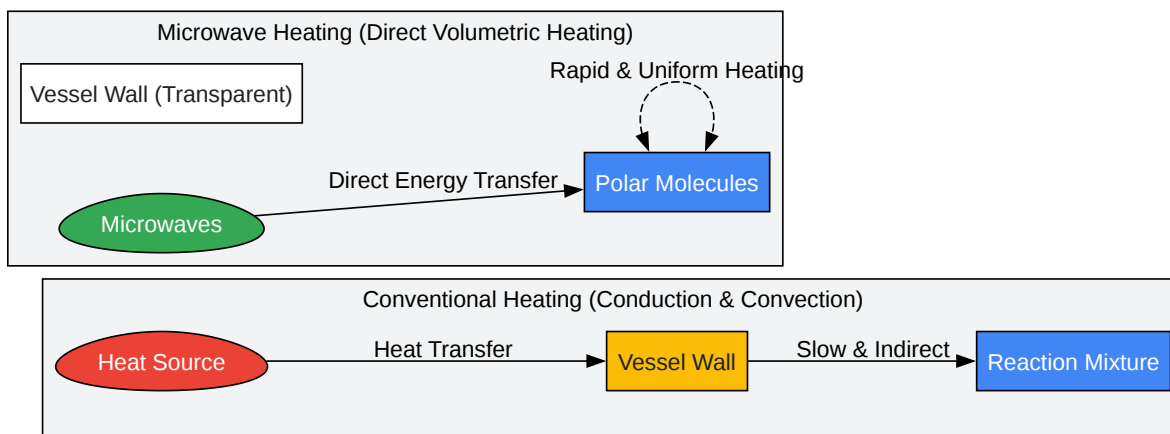 Microwave Heating (Direct Volumetric Heating)
Vessel Wall (Transparent)
Rapid & Uniform Heating
Direct Energy Transfer
Polar Molecules
Microwaves
Conventional Heating (Conduction & Convection)
Heat Source
Heat Transfer
Vessel Wall
Slow & Indirect
Reaction Mixture